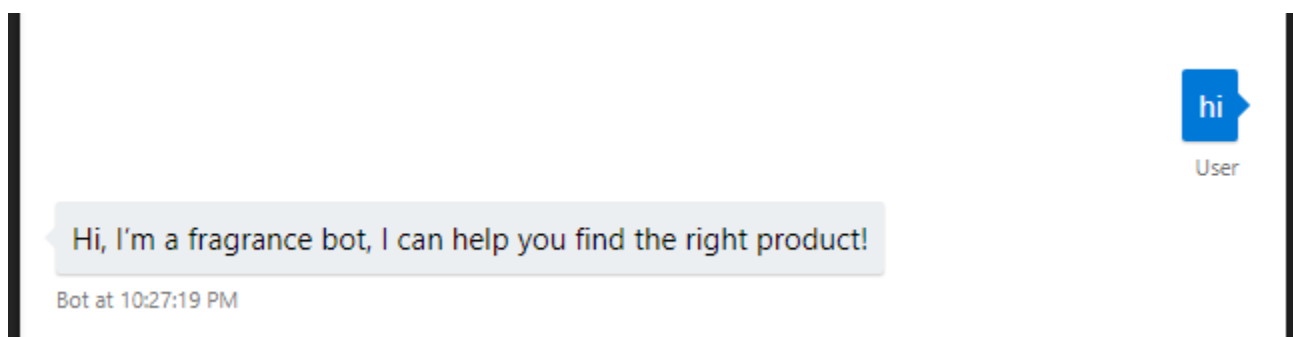 hi
User
Hi, I'm a fragrance bot, I can help you find the right product!
Bot at 10:27:19 PM